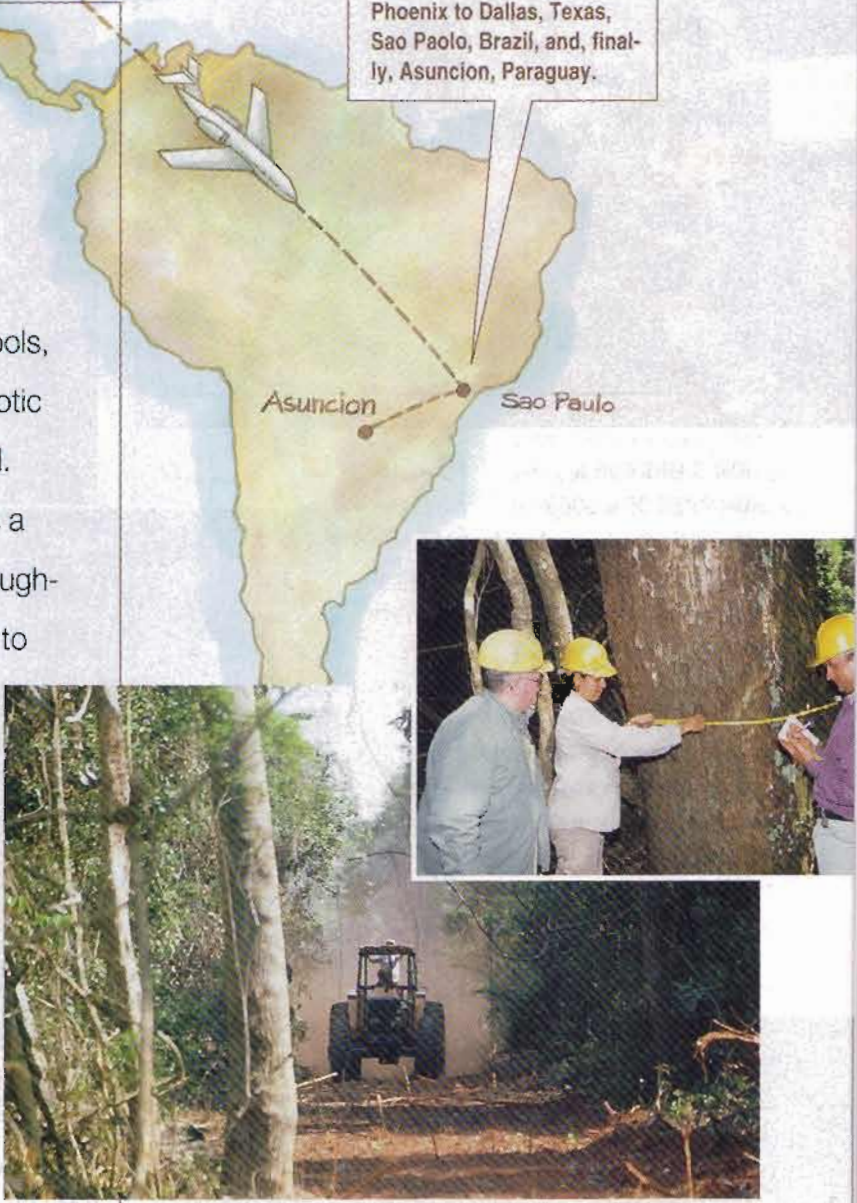 Phoenix to Dallas, Texas,
Sao Paolo, Brazil, and, final-
ly, Asuncion, Paraguay.
ools,
otic
.
a
ugh-
to
Asuncion
Sao Paulo